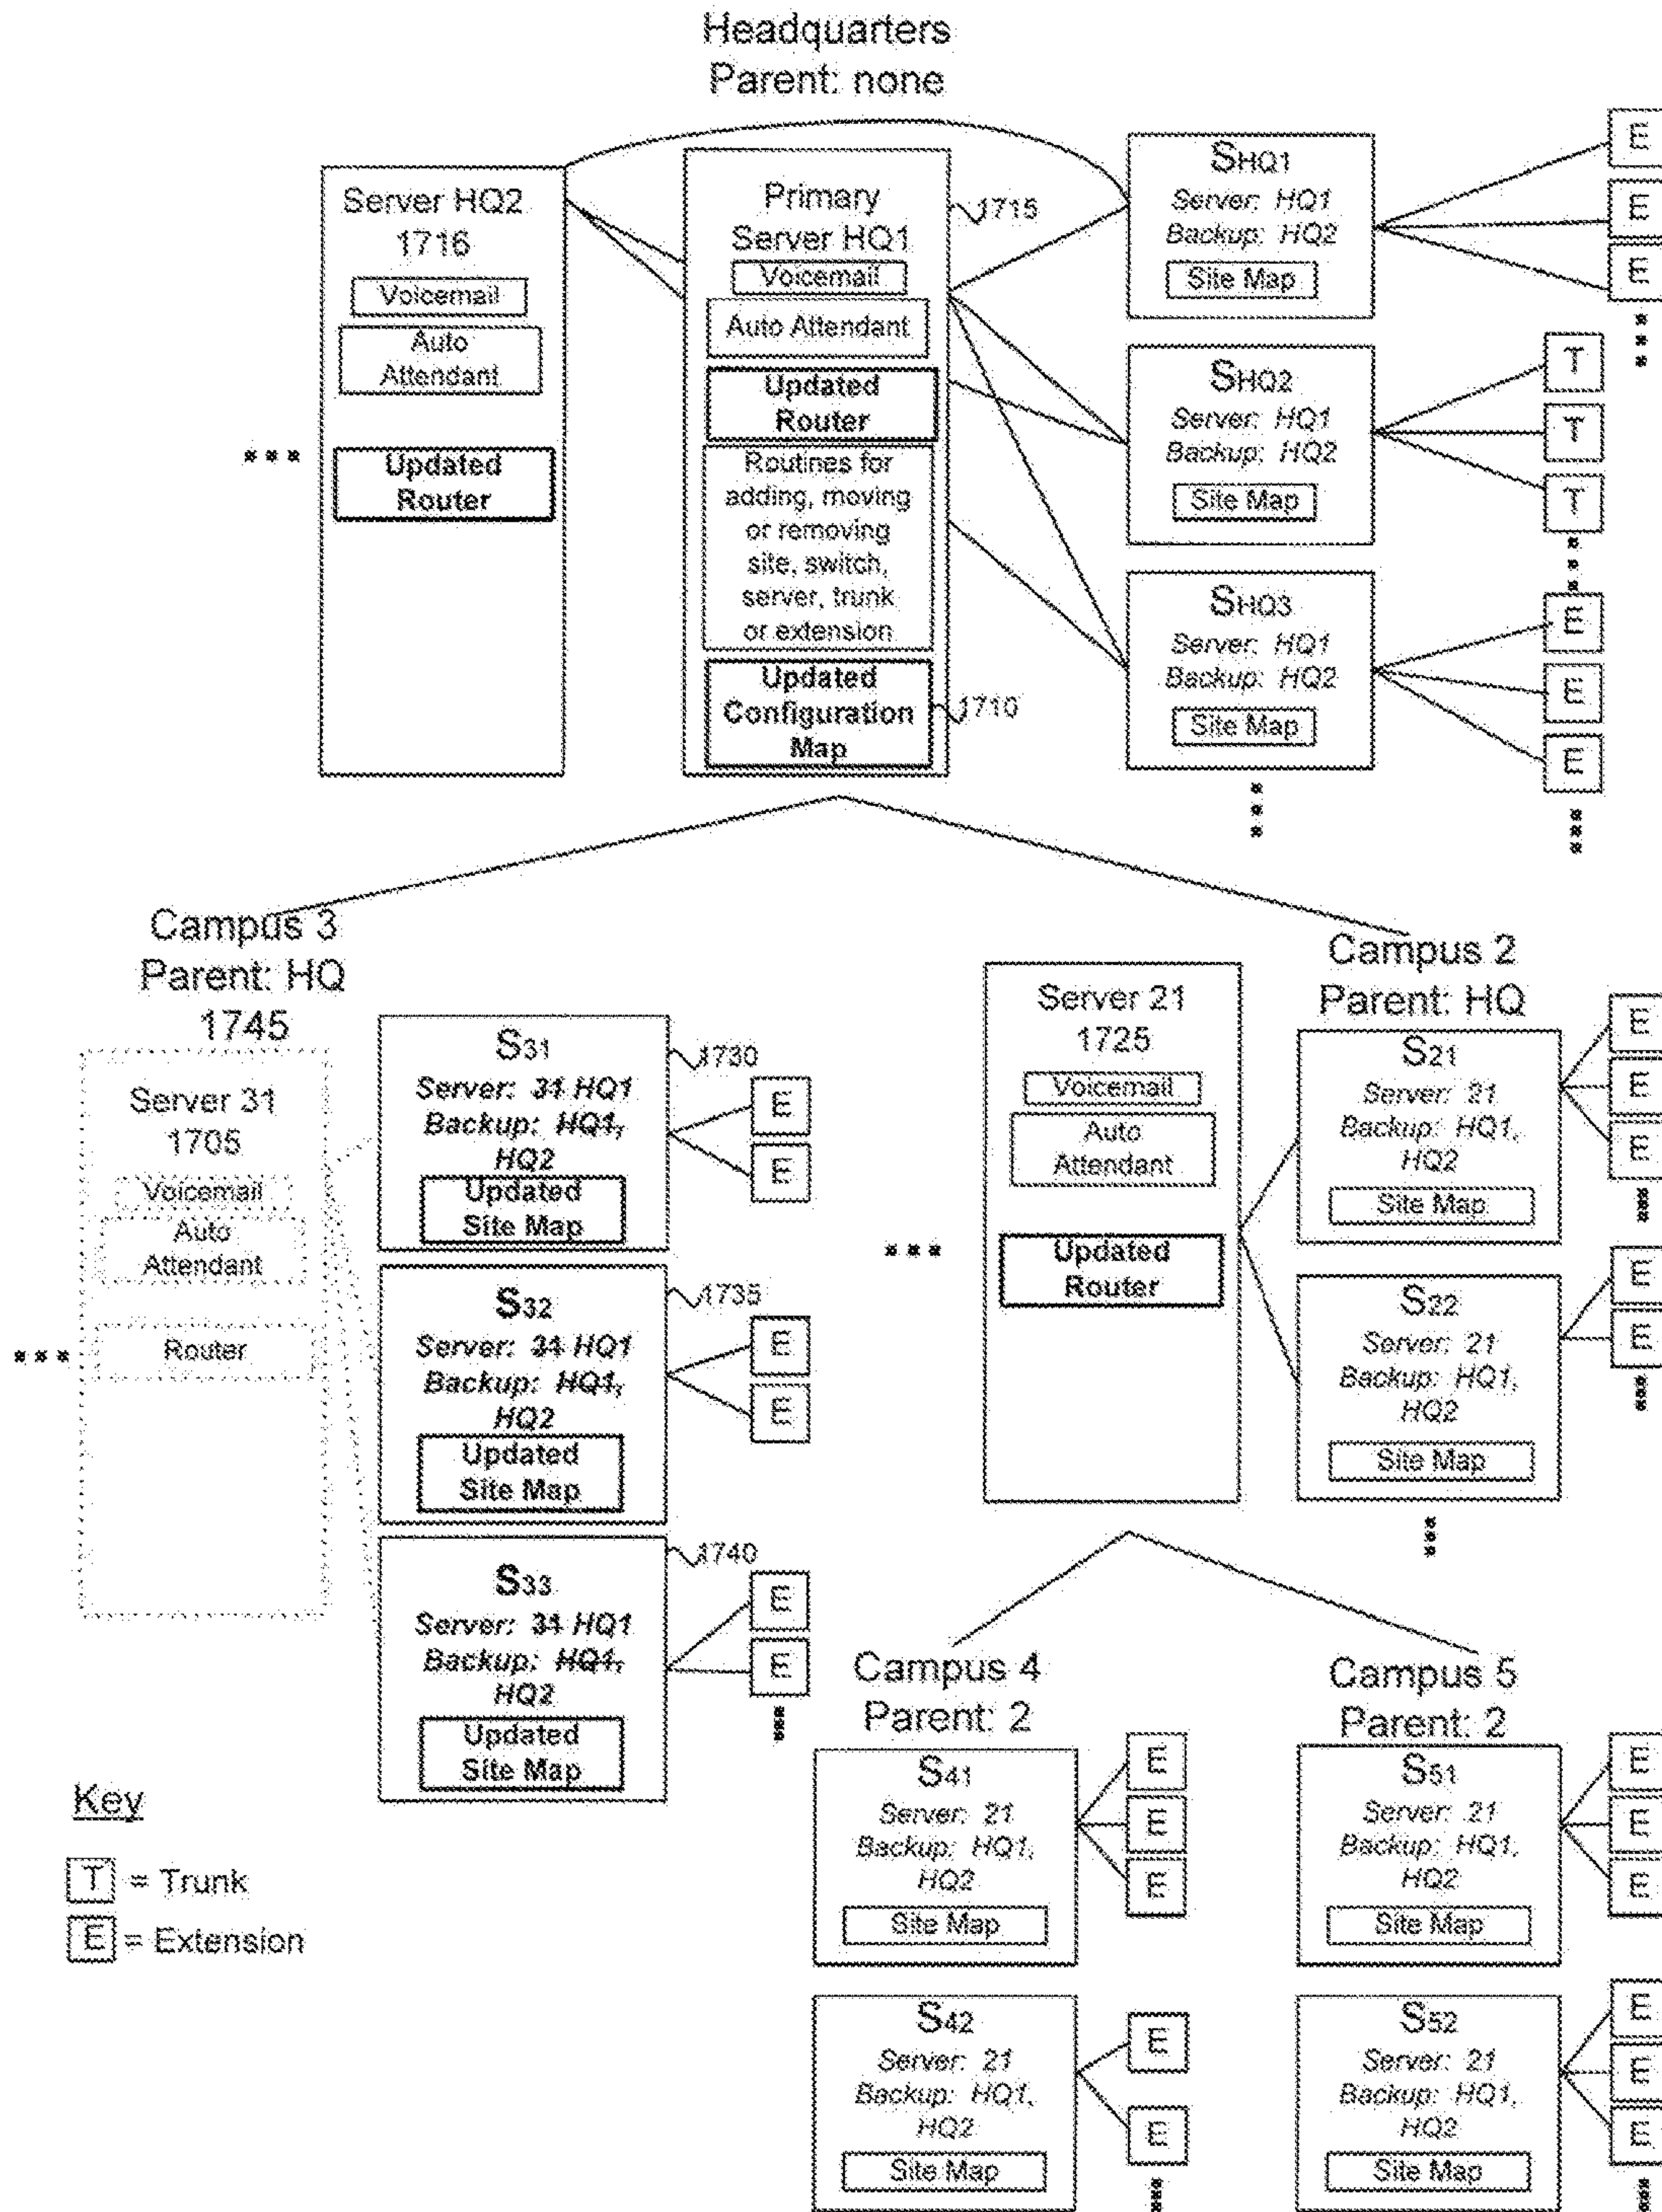 Headquarters
Parent: none
Server HQ2
1716
Voicemail
Auto
Attendant
Updated
Router
Primary
Server HQ1
1715
Voicemail
Auto Attendant
Updated
Router
Routines for
adding, moving
or removing
site, switch,
server, trunk
or extension
Updated
Configuration
Map
1710
SHQ1
Server: HQ1
Backup: HQ2
Site Map
E
E
E
SHQ2
Server: HQ1
Backup: HQ2
Site Map
T
T
T
SHQ3
Server: HQ1
Backup: HQ2
Site Map
E
E
E
Campus 3
Parent: HQ
1745
Server 31
1705
Voicemail
Auto
Attendant
Router
S31
1730
Server: 31 HQ1
Backup: HQ1,
HQ2
Updated
Site Map
E
E
S32
1735
Server: 31 HQ1
Backup: HQ1,
HQ2
Updated
Site Map
E
E
S33
1740
Server: 31 HQ1
Backup: HQ1,
HQ2
Updated
Site Map
E
E
Campus 2
Parent: HQ
Server 21
1725
Voicemail
Auto
Attendant
Updated
Router
S21
Server: 21
Backup: HQ1,
HQ2
Site Map
E
E
E
S22
Server: 21
Backup: HQ1,
HQ2
Site Map
E
E
Campus 4
Parent: 2
S41
Server: 21
Backup: HQ1,
HQ2
Site Map
E
E
E
S42
Server: 21
Backup: HQ1,
HQ2
Site Map
E
E
Campus 5
Parent: 2
S51
Server: 21
Backup: HQ1,
HQ2
Site Map
E
E
E
S52
Server: 21
Backup: HQ1,
HQ2
Site Map
E
E
E
Key
T = Trunk
E = Extension